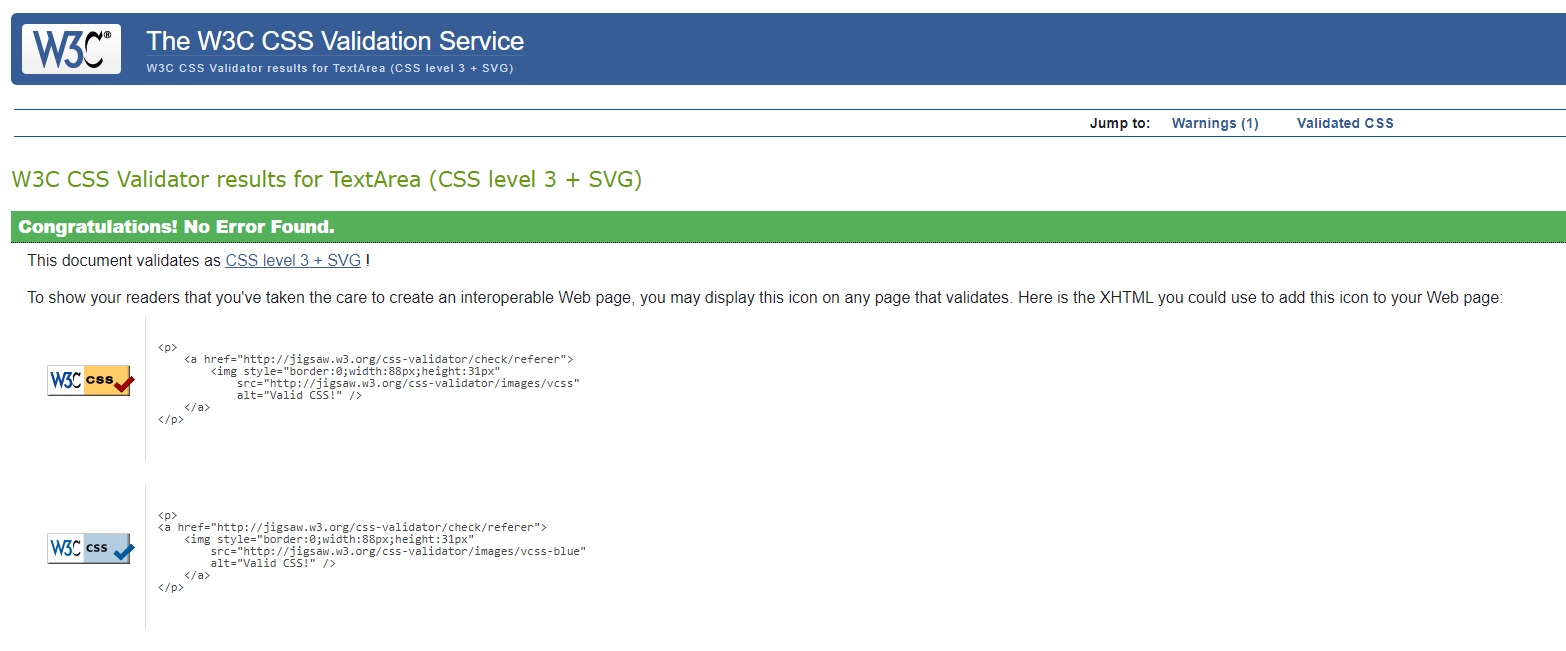 W3C®
The W3C CSS Validation Service
W3C CSS Validator results for TextArea (CSS level 3 + SVG)
Jump to: Warnings (1) Validated CSS
W3C CSS Validator results for TextArea (CSS level 3 + SVG)
Congratulations! No Error Found.
This document validates as CSS level 3 + SVG !
To show your readers that you've taken the care to create an interoperable Web page, you may display this icon on any page that validates. Here is the XHTML you could use to add this icon to your Web page:
W3C css
<p>
    <a href="http://jigsaw.w3.org/css-validator/check/referer">
        <img style="border:0;width:88px;height:31px"
            src="http://jigsaw.w3.org/css-validator/images/vcss"
            alt="Valid CSS!" />
    </a>
</p>
W3C css
<p>
<a href="http://jigsaw.w3.org/css-validator/check/referer">
    <img style="border:0;width:88px;height:31px"
        src="http://jigsaw.w3.org/css-validator/images/vcss-blue"
        alt="Valid CSS!" />
    </a>
</p>